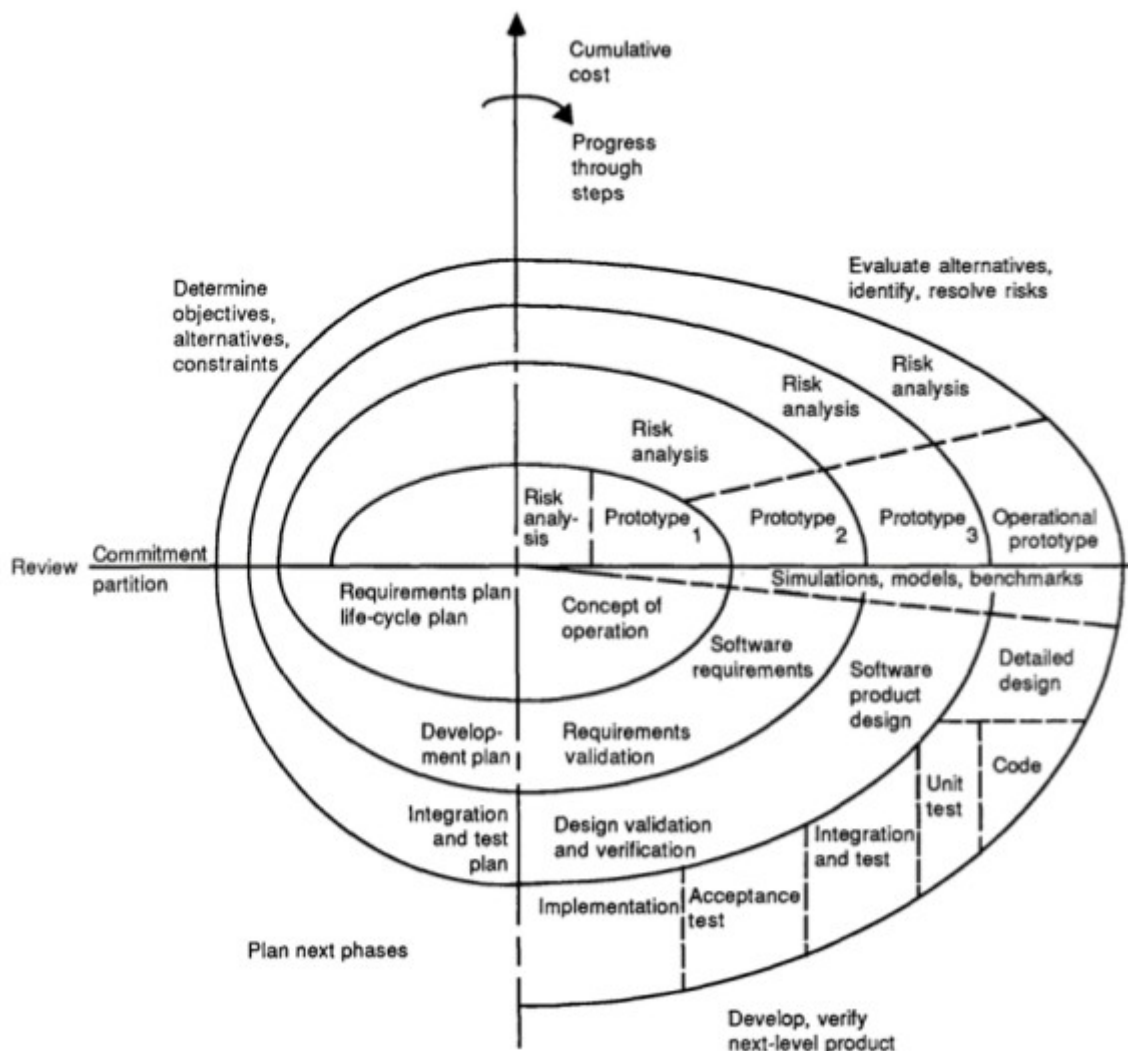 Cumulative
cost
Progress
through
steps
Determine
objectives,
alternatives,
constraints
Evaluate alternatives,
identify, resolve risks
Risk
analysis
Risk
analysis
Risk
analysis
Risk
analy-
sis
Prototype 1
Prototype 2
Prototype 3
Operational
prototype
Review
Commitment
partition
Simulations, models, benchmarks
Requirements plan
life-cycle plan
Concept of
operation
Software
requirements
Software
product
design
Detailed
design
Develop-
ment plan
Requirements
validation
Code
Unit
test
Integration
and test
plan
Design validation
and verification
Integration
and test
Acceptance
test
Implementation
Plan next phases
Develop, verify
next-level product